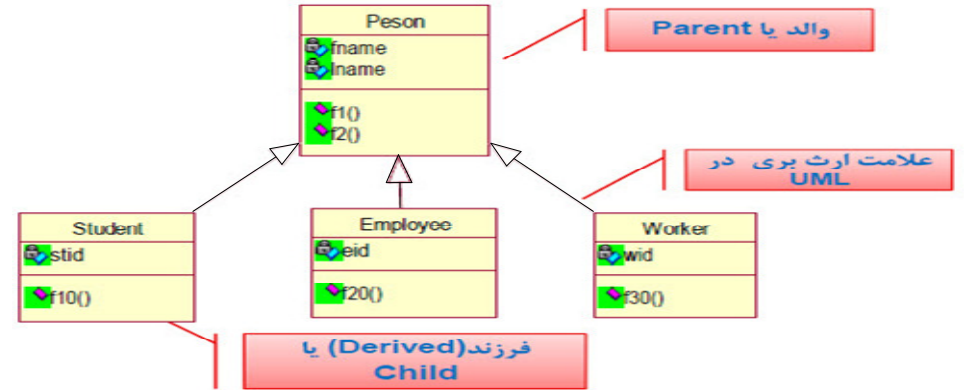 Peson
fname
lname
f1()
f2()
والد یا Parent
علامت ارث بری در
UML
Student
stid
f10()
Employee
eid
f20()
Worker
wid
f30()
فرزند(Derived) یا
Child